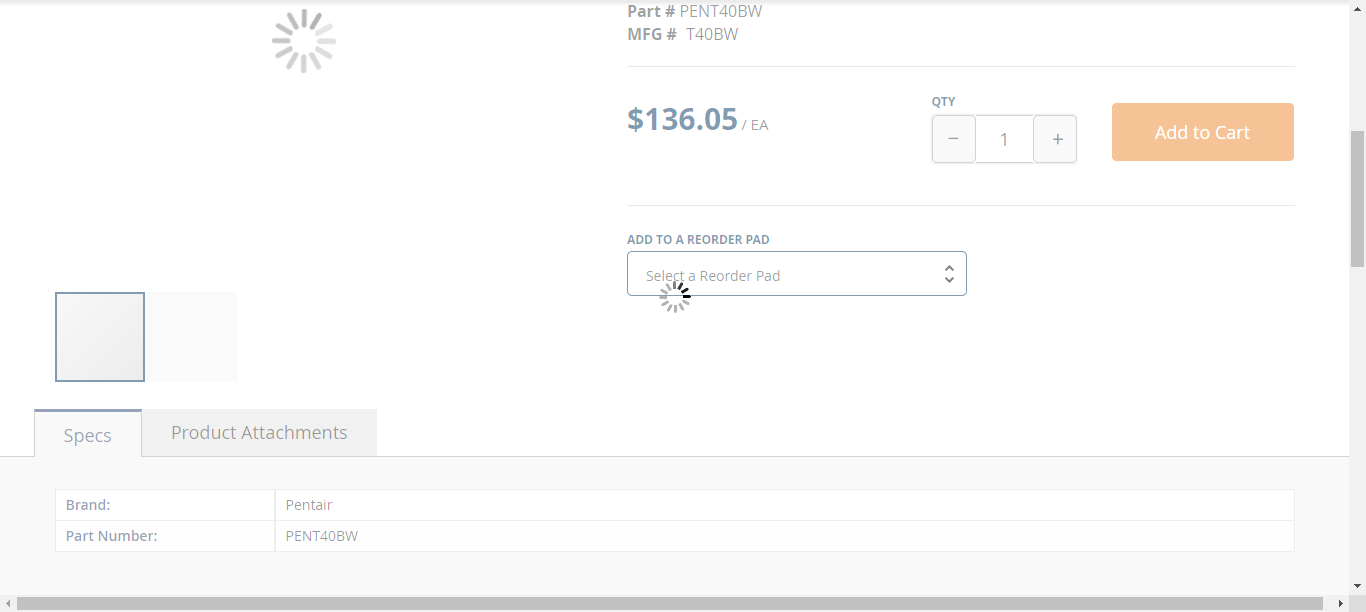 Part # PENT40BW
MFG # T40BW
$136.05 / EA
QTY
− 1 +
Add to Cart
ADD TO A REORDER PAD
Select a Reorder Pad
Specs
Product Attachments
Brand: Pentair
Part Number: PENT40BW